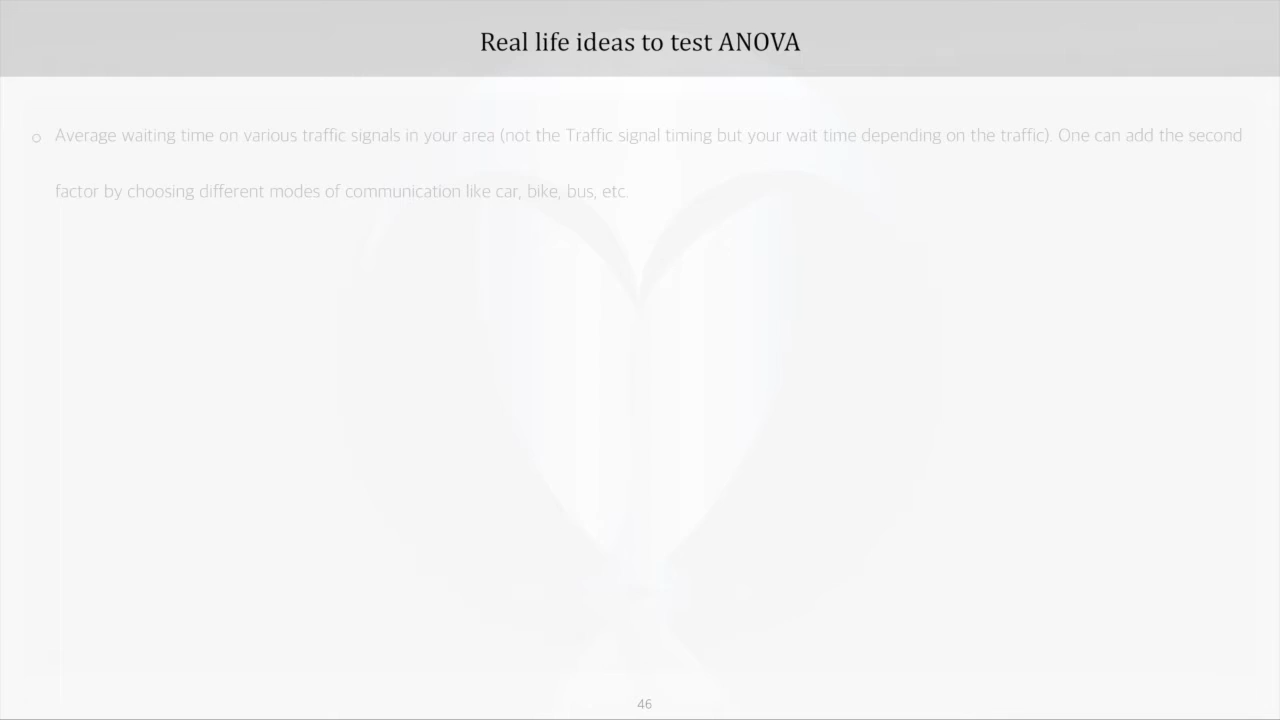 Real life ideas to test ANOVA
o Average waiting time on various traffic signals in your area (not the Traffic signal timing but your wait time depending on the traffic). One can add the second
factor by choosing different modes of communication like car, bike, bus, etc.
46